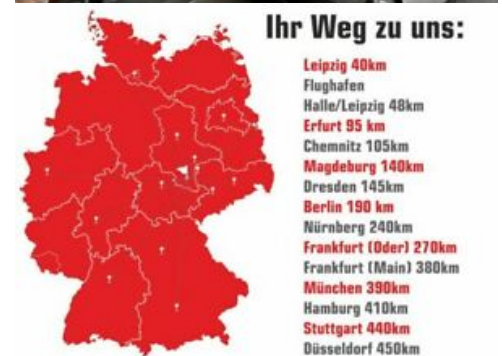 Ihr Weg zu uns:
Leipzig 40km
Flughafen
Halle/Leipzig 48km
Erfurt 95 km
Chemnitz 105km
Magdeburg 140km
Dresden 145km
Berlin 190 km
Nürnberg 240km
Frankfurt (Oder) 270km
Frankfurt (Main) 380km
München 390km
Hamburg 410km
Stuttgart 440km
Düsseldorf 450km